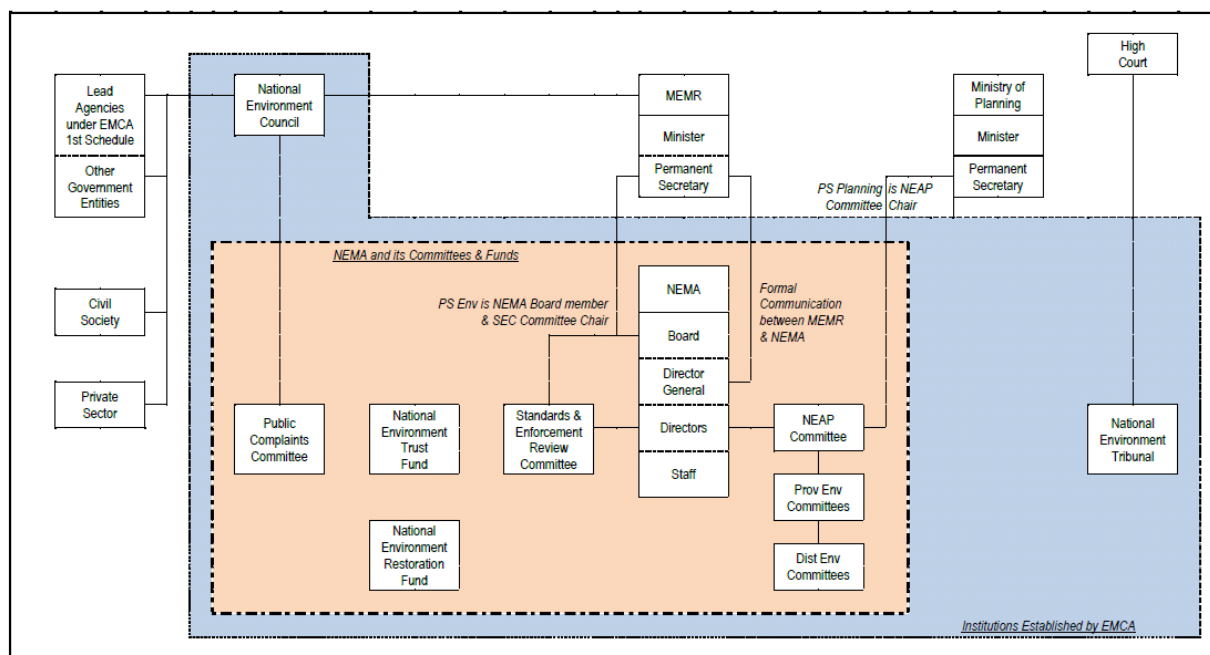 High
Court
Lead
Agencies
under EMCA
1st Schedule
National
Environment
Council
MEMR
Ministry of
Planning
Minister
Minister
Other
Government
Entities
Permanent
Secretary
Permanent
Secretary
PS Planning is NEAP
Committee Chair
NEMA and its Committees & Funds
Civil
Society
PS Env is NEMA Board member
& SEC Committee Chair
NEMA
Formal
Communication
between MEMR
& NEMA
Board
Director
General
Private
Sector
Public
Complaints
Committee
National
Environment
Trust
Fund
Standards &
Enforcement
Review
Committee
Directors
NEAP
Committee
National
Environment
Tribunal
Staff
Prov Env
Committees
National
Environment
Restoration
Fund
Dist Env
Committees
Institutions Established by EMCA